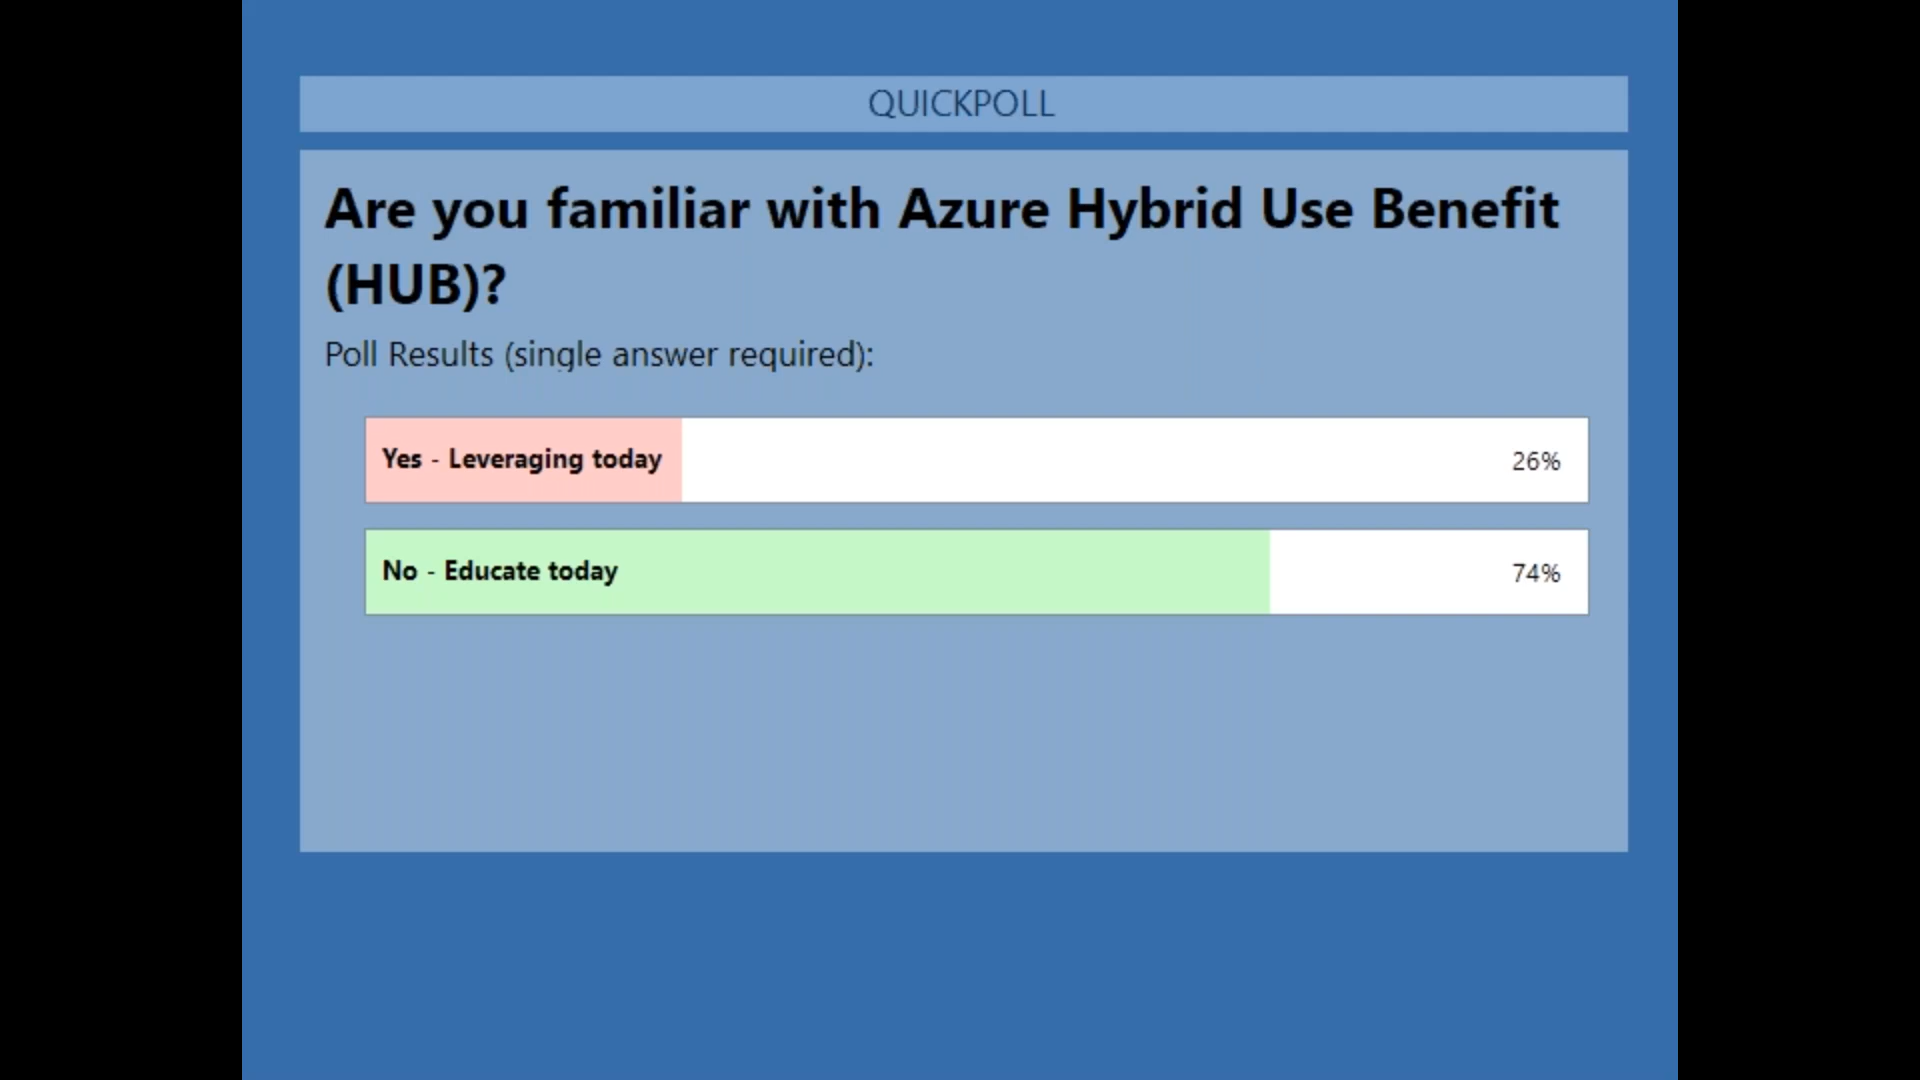 QUICKPOLL
Are you familiar with Azure Hybrid Use Benefit
(HUB)?
Poll Results (single answer required):
Yes - Leveraging today 26%
No - Educate today 74%